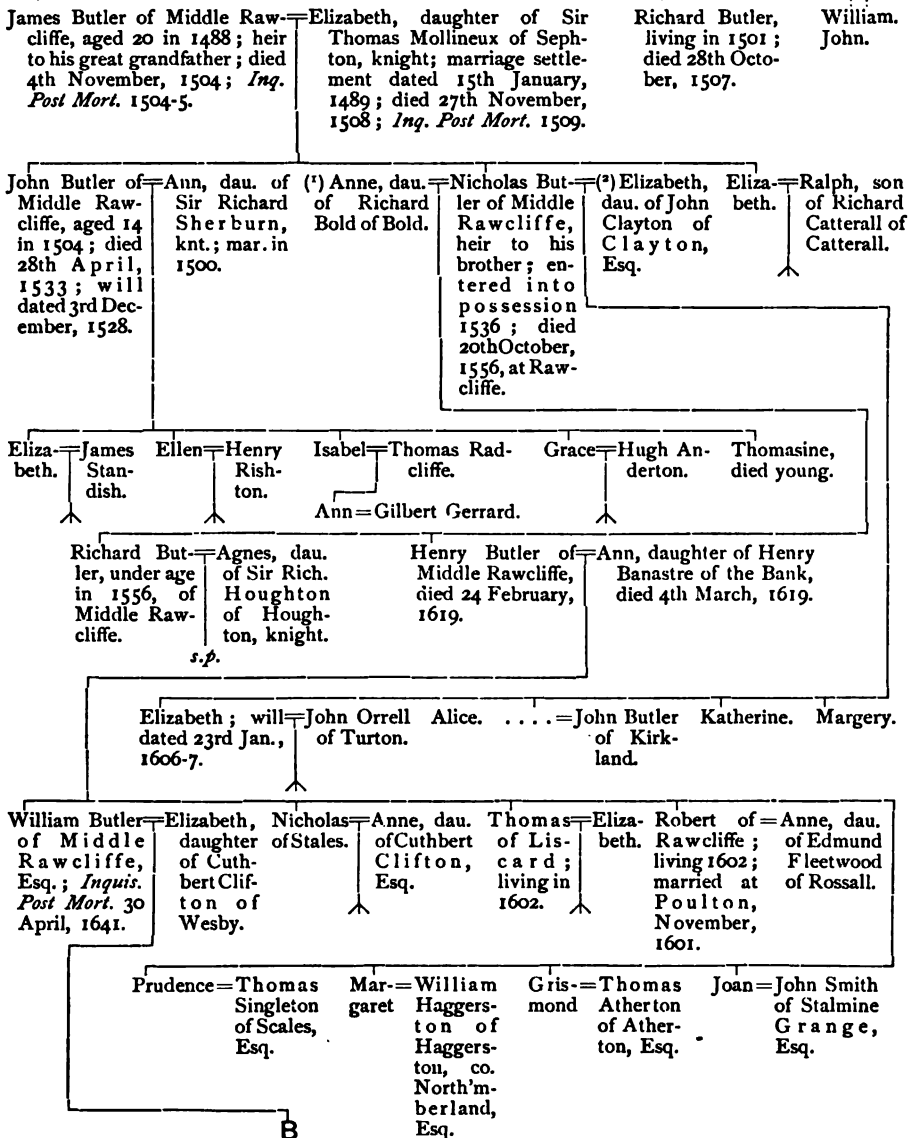 James Butler of Middle Raw-
cliffe, aged 20 in 1488; heir
to his great grandfather; died
4th November, 1504; Inq.
Post Mort. 1504-5.
Elizabeth, daughter of Sir
Thomas Mollineux of Seph-
ton, knight; marriage settle-
ment dated 15th January,
1489; died 27th November,
1508; Inq. Post Mort. 1509.
Richard Butler,
living in 1501;
died 28th Octo-
ber, 1507.
William.
John.
John Butler of
Middle Raw-
cliffe, aged 14
in 1504; died
28th April,
1533; will
dated 3rd Dec-
ember, 1528.
Ann, dau. of
Sir Richard
Sherburn,
knt.; mar. in
1500.
(1) Anne, dau.
of Richard
Bold of Bold.
Nicholas But-
ler of Middle
Rawcliffe,
heir to his
brother; en-
tered into
possession
1536; died
20th October,
1556, at Raw-
cliffe.
(2) Elizabeth,
dau. of John
Clayton of
Clayton,
Esq.
Eliza-
beth.
Ralph, son
of Richard
Catterall of
Catterall.
Eliza-
beth.
James
Stan-
dish.
Ellen
Henry
Rish-
ton.
Isabel
Thomas Rad-
cliffe.
Ann=Gilbert Gerrard.
Grace
Hugh An-
derton.
Thomasine,
died young.
Richard But-
ler, under age
in 1556, of
Middle Raw-
cliffe.
Agnes, dau.
of Sir Rich.
Houghton
of Hough-
ton, knight.
s.p.
Henry Butler of
Middle Rawcliffe,
died 24 February,
1619.
Ann, daughter of Henry
Banastre of the Bank,
died 4th March, 1619.
Elizabeth; will
dated 23rd Jan.,
1606-7.
John Orrell
of Turton.
Alice.
....=John Butler
of Kirk-
land.
Katherine.
Margery.
William Butler
of Middle
Rawcliffe,
Esq.; Inquis.
Post Mort. 30
April, 1641.
Elizabeth,
daughter
of Cuth-
bert Clif-
ton of
Wesby.
Nicholas
of Stales.
Anne, dau.
of Cuthbert
Clifton,
Esq.
Thomas
of Lis-
card;
living in
1602.
Eliza-
beth.
Robert of
Rawcliffe;
living 1602;
married at
Poulton,
November,
1601.
=Anne, dau.
of Edmund
Fleetwood
of Rossall.
Prudence=Thomas
Singleton
of Scales,
Esq.
Mar-
garet
=William
Haggers-
ton of
Haggers-
ton, co.
North'm-
berland,
Esq.
Gris-
mond
=Thomas
Atherton
of Ather-
ton, Esq.
Joan=John Smith
of Stalmine
Grange,
Esq.
B